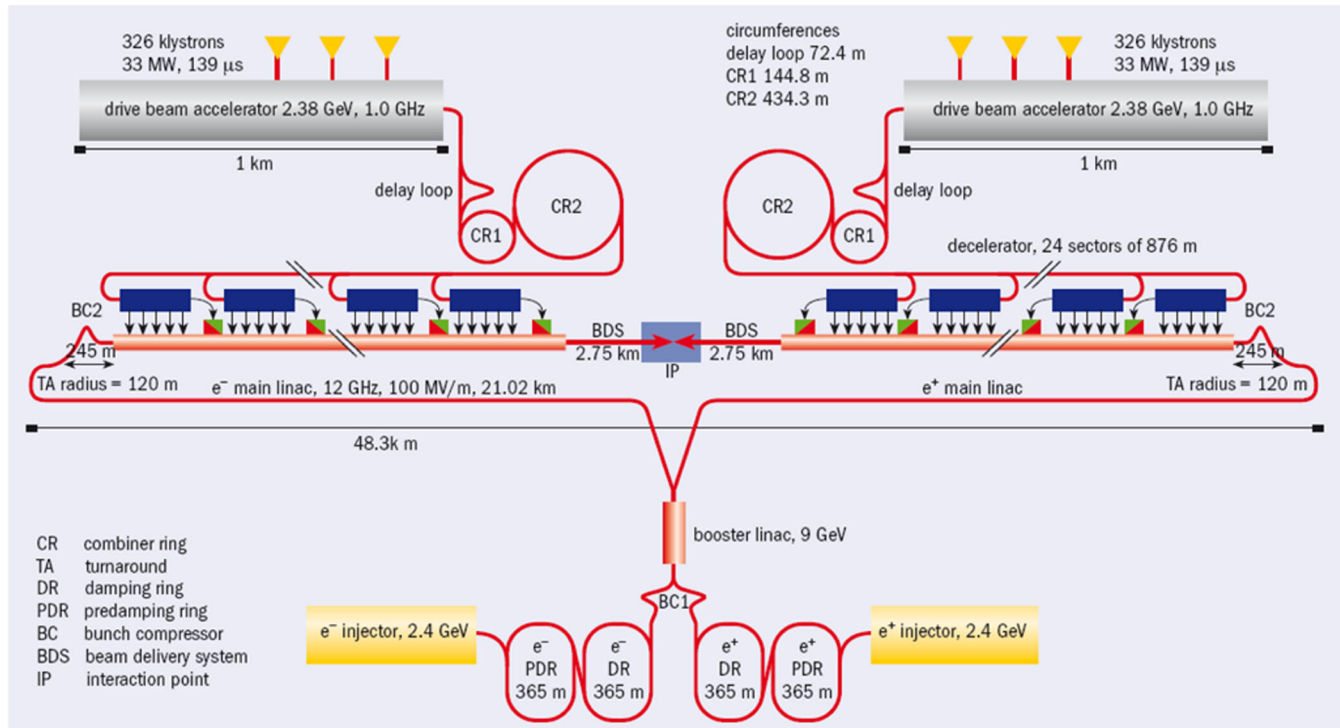 326 klystrons
33 MW, 139 μs
circumferences
delay loop 72.4 m
CR1 144.8 m
CR2 434.3 m
326 klystrons
33 MW, 139 μs
drive beam accelerator 2.38 GeV, 1.0 GHz
drive beam accelerator 2.38 GeV, 1.0 GHz
1 km
1 km
delay loop
CR2
CR1
CR2
CR1
delay loop
decelerator, 24 sectors of 876 m
BC2
BC2
BDS
2.75 km
IP
BDS
2.75 km
245 m
245 m
TA radius = 120 m
e⁻ main linac, 12 GHz, 100 MV/m, 21.02 km
e⁺ main linac
TA radius = 120 m
48.3k m
booster linac, 9 GeV
BC1
CR combiner ring
TA turnaround
DR damping ring
PDR predamping ring
BC bunch compressor
BDS beam delivery system
IP interaction point
e⁻ injector, 2.4 GeV
e⁻
PDR
365 m
e⁻
DR
365 m
e⁺
DR
365 m
e⁺
PDR
365 m
e⁺ injector, 2.4 GeV